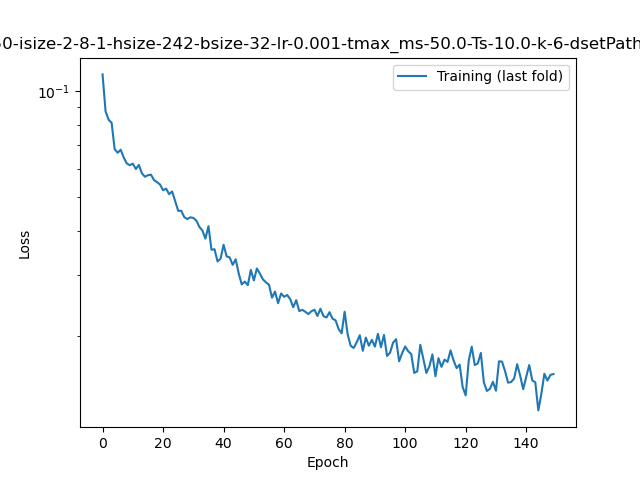 0-isize-2-8-1-hsize-242-bsize-32-lr-0.001-tmax_ms-50.0-Ts-10.0-k-6-dsetPath
Training (last fold)
10⁻¹
Loss
0 20 40 60 80 100 120 140
Epoch